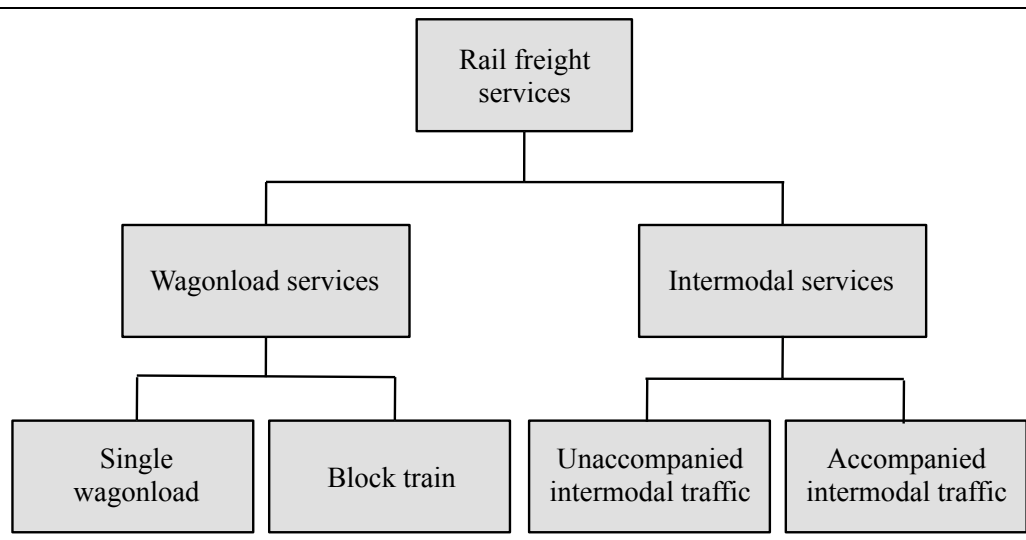 Rail freight
services
Wagonload services
Intermodal services
Single
wagonload
Block train
Unaccompanied
intermodal traffic
Accompanied
intermodal traffic